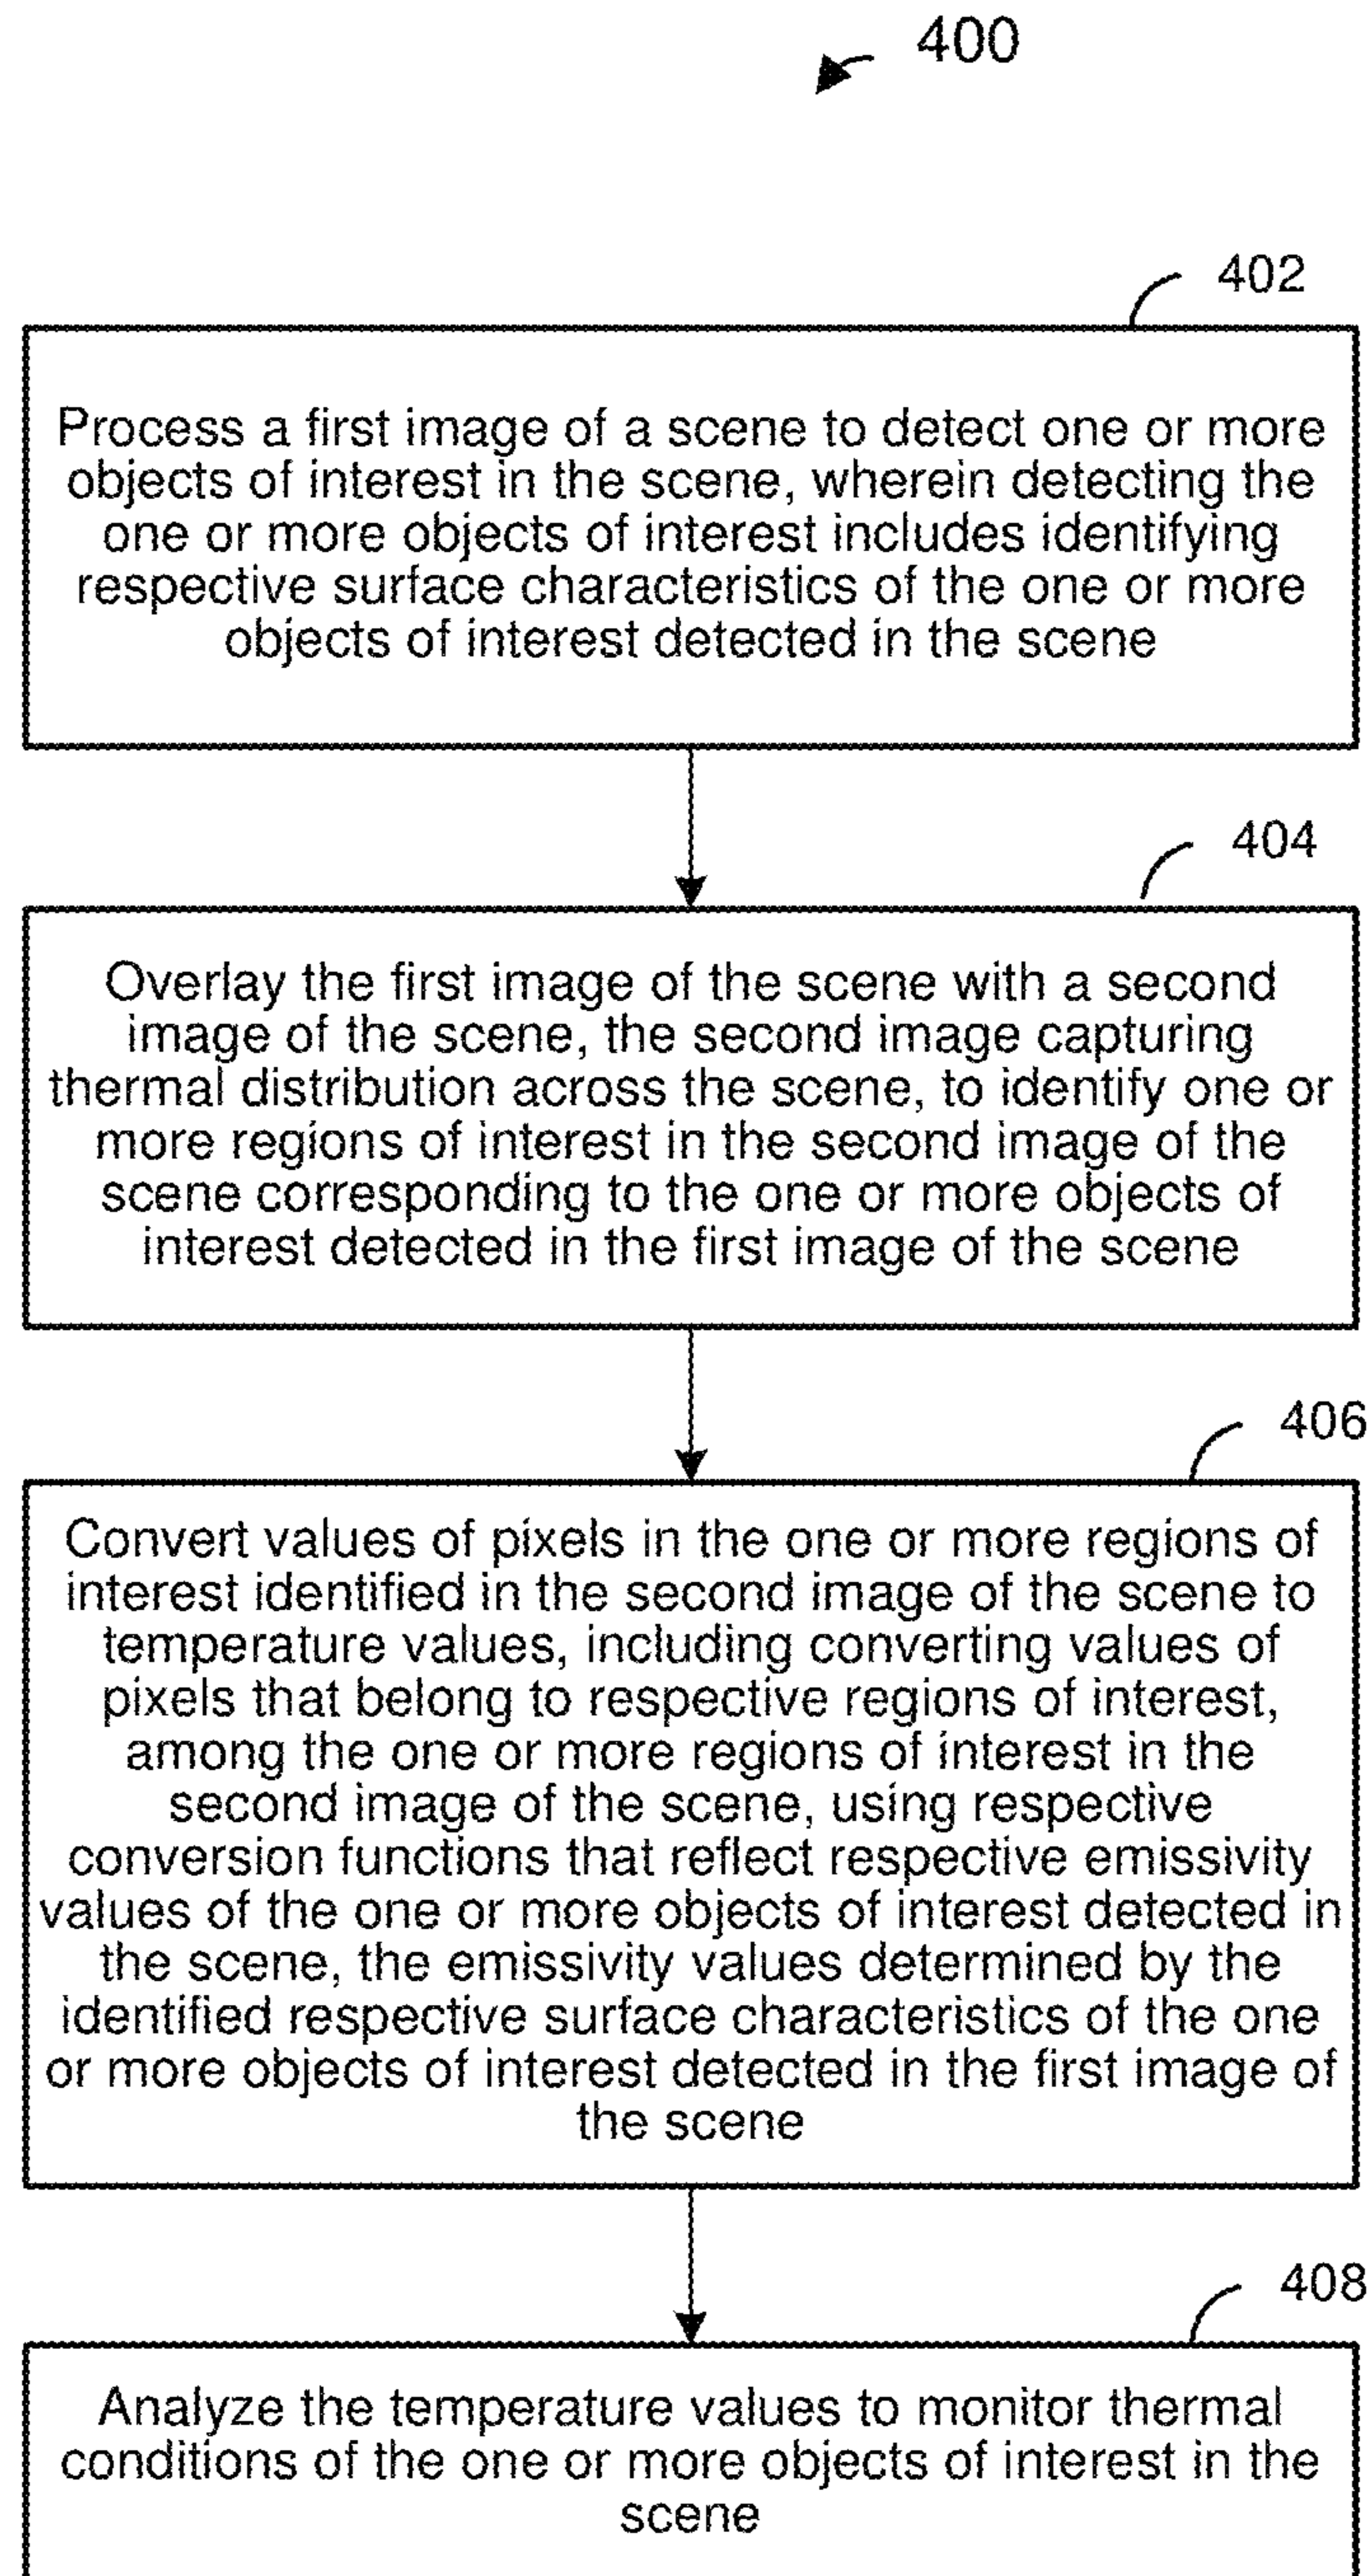 400
402
Process a first image of a scene to detect one or more
objects of interest in the scene, wherein detecting the
one or more objects of interest includes identifying
respective surface characteristics of the one or more
objects of interest detected in the scene
404
Overlay the first image of the scene with a second
image of the scene, the second image capturing
thermal distribution across the scene, to identify one or
more regions of interest in the second image of the
scene corresponding to the one or more objects of
interest detected in the first image of the scene
406
Convert values of pixels in the one or more regions of
interest identified in the second image of the scene to
temperature values, including converting values of
pixels that belong to respective regions of interest,
among the one or more regions of interest in the
second image of the scene, using respective
conversion functions that reflect respective emissivity
values of the one or more objects of interest detected in
the scene, the emissivity values determined by the
identified respective surface characteristics of the one
or more objects of interest detected in the first image of
the scene
408
Analyze the temperature values to monitor thermal
conditions of the one or more objects of interest in the
scene